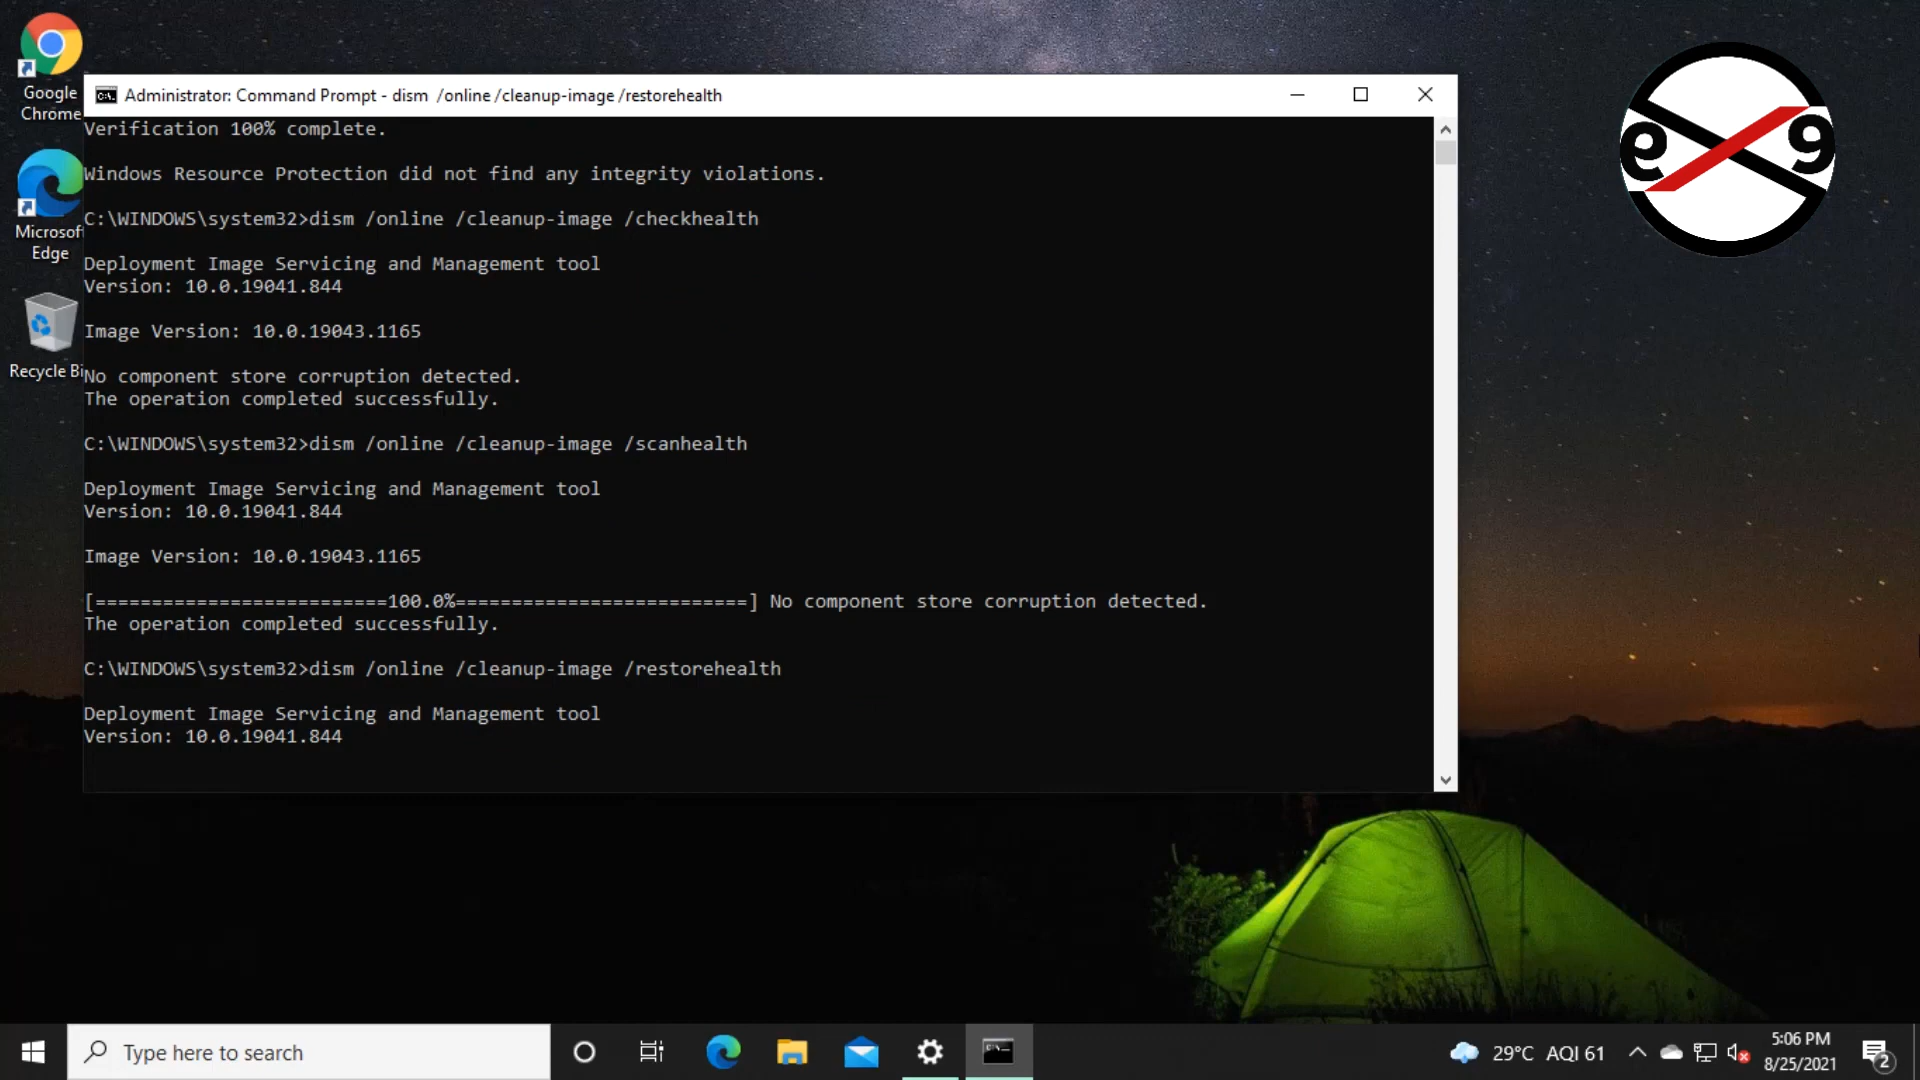 Google
Chrome
Microsof
Edge
Recycle Bi
Administrator: Command Prompt - dism /online /cleanup-image /restorehealth
Verification 100% complete.
Windows Resource Protection did not find any integrity violations.
C:\WINDOWS\system32>dism /online /cleanup-image /checkhealth
Deployment Image Servicing and Management tool
Version: 10.0.19041.844
Image Version: 10.0.19043.1165
No component store corruption detected.
The operation completed successfully.
C:\WINDOWS\system32>dism /online /cleanup-image /scanhealth
Deployment Image Servicing and Management tool
Version: 10.0.19041.844
Image Version: 10.0.19043.1165
[==========================100.0%==========================] No component store corruption detected.
The operation completed successfully.
C:\WINDOWS\system32>dism /online /cleanup-image /restorehealth
Deployment Image Servicing and Management tool
Version: 10.0.19041.844
e 9
Type here to search
29°C AQI 61
5:06 PM
8/25/2021
2